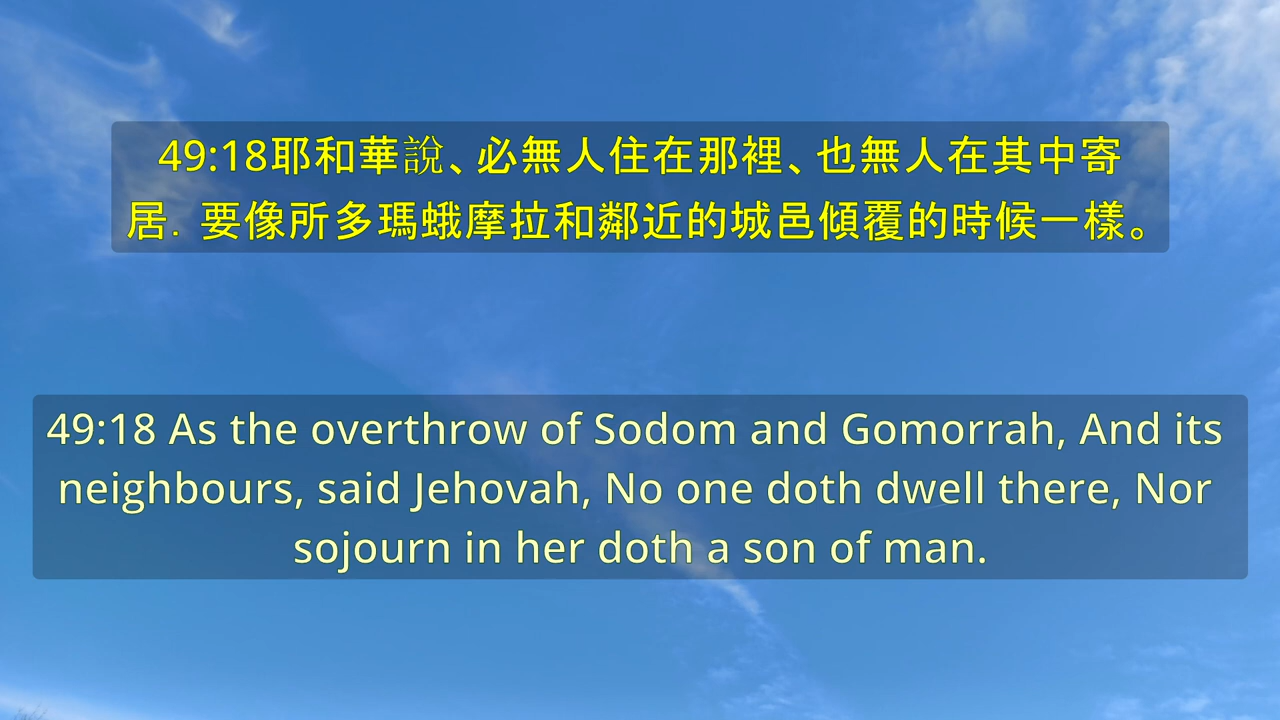 49:18耶和華說、必無人住在那裡、也無人在其中寄
居．要像所多瑪蛾摩拉和鄰近的城邑傾覆的時候一樣。
49:18 As the overthrow of Sodom and Gomorrah, And its
neighbours, said Jehovah, No one doth dwell there, Nor
sojourn in her doth a son of man.